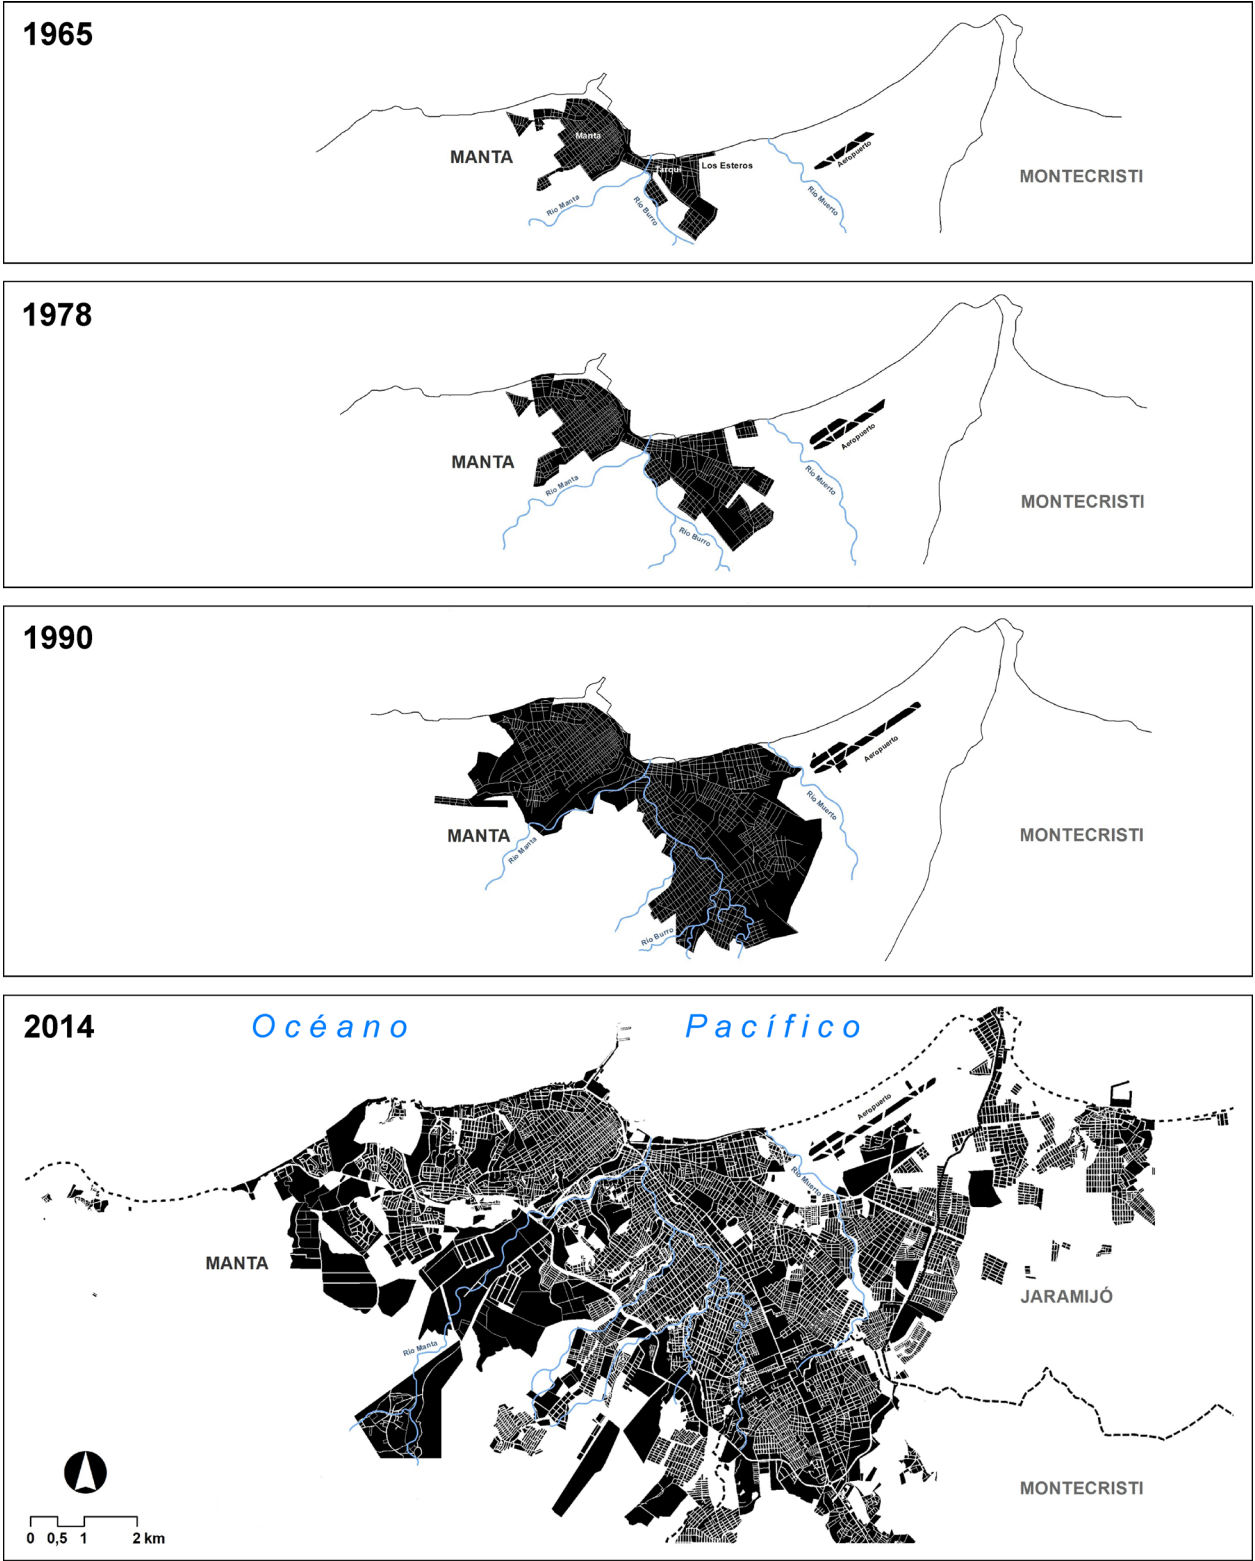 1965
Manta
MANTA
Tarqui
Los Esteros
Aeropuerto
MONTECRISTI
Río Manta
Río Burro
Río Muerto
1978
MANTA
Aeropuerto
Río Manta
Río Muerto
MONTECRISTI
Río Burro
1990
Aeropuerto
Río Muerto
MANTA
MONTECRISTI
Río Manta
Río Burro
2014
Océano Pacífico
Aeropuerto
Río Muerto
MANTA
JARAMIJÓ
Río Manta
MONTECRISTI
0 0,5 1 2 km